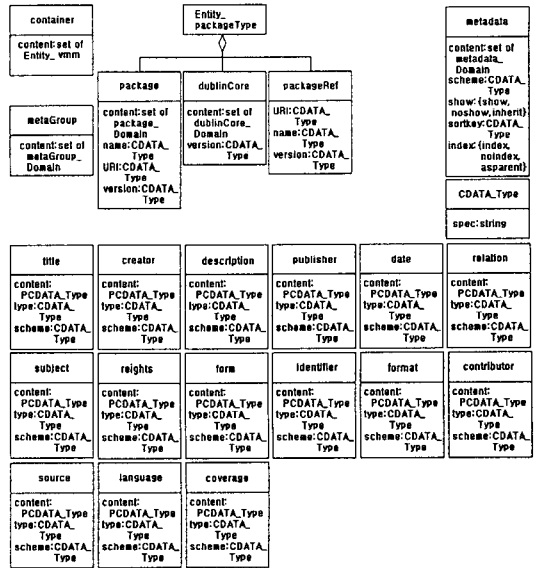 container
content:set of
Entity_ vmm
Entity_
packageType
metadata
content:set of
metadata_
Domain
scheme:CDATA_
Type
show:{show,
noshow,inherit}
sortkey:CDATA_
Type
index:{index,
noindex,
asparent}
package
content:set of
package_
Domain
name:CDATA_
Type
URI:CDATA_
Type
version:CDATA_
Type
dublinCore
content:set of
dublinCore_
Domain
version:CDATA_
Type
packageRef
URI:CDATA_
Type
name:CDATA_
Type
version:CDATA_
Type
metaGroup
content:set of
metaGroup_
Domain
CDATA_Type
spec:string
title
content:
PCDATA_Type
type:CDATA_
Type
scheme:CDATA_
Type
creator
content:
PCDATA_Type
type:CDATA_
Type
scheme:CDATA_
Type
description
content:
PCDATA_Type
type:CDATA_
Type
scheme:CDATA_
Type
publisher
content:
PCDATA_Type
type:CDATA_
Type
scheme:CDATA_
Type
date
content:
PCDATA_Type
type:CDATA_
Type
scheme:CDATA_
Type
relation
content:
PCDATA_Type
type:CDATA_
Type
scheme:CDATA_
Type
subject
content:
PCDATA_Type
type:CDATA_
Type
scheme:CDATA_
Type
reights
content:
PCDATA_Type
type:CDATA_
Type
scheme:CDATA_
Type
form
content:
PCDATA_Type
type:CDATA_
Type
scheme:CDATA_
Type
identifier
content:
PCDATA_Type
type:CDATA_
Type
scheme:CDATA_
Type
format
content:
PCDATA_Type
type:CDATA_
Type
scheme:CDATA_
Type
contributor
content:
PCDATA_Type
type:CDATA_
Type
scheme:CDATA_
Type
source
content:
PCDATA_Type
type:CDATA_
Type
scheme:CDATA_
Type
language
content:
PCDATA_Type
type:CDATA_
Type
scheme:CDATA_
Type
coverage
content:
PCDATA_Type
type:CDATA_
Type
scheme:CDATA_
Type